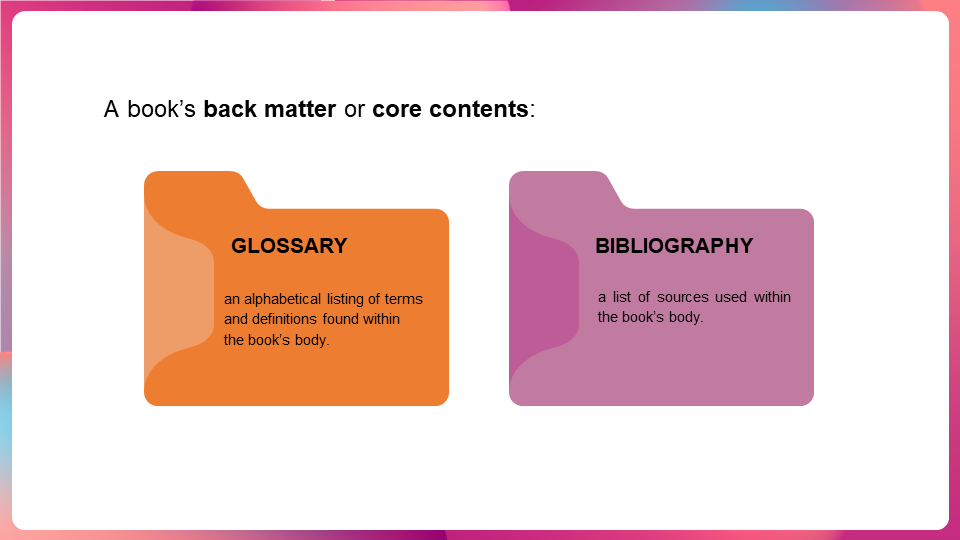 A book’s back matter or core contents:
GLOSSARY
an alphabetical listing of terms
and definitions found within
the book’s body.
BIBLIOGRAPHY
a list of sources used within
the book’s body.